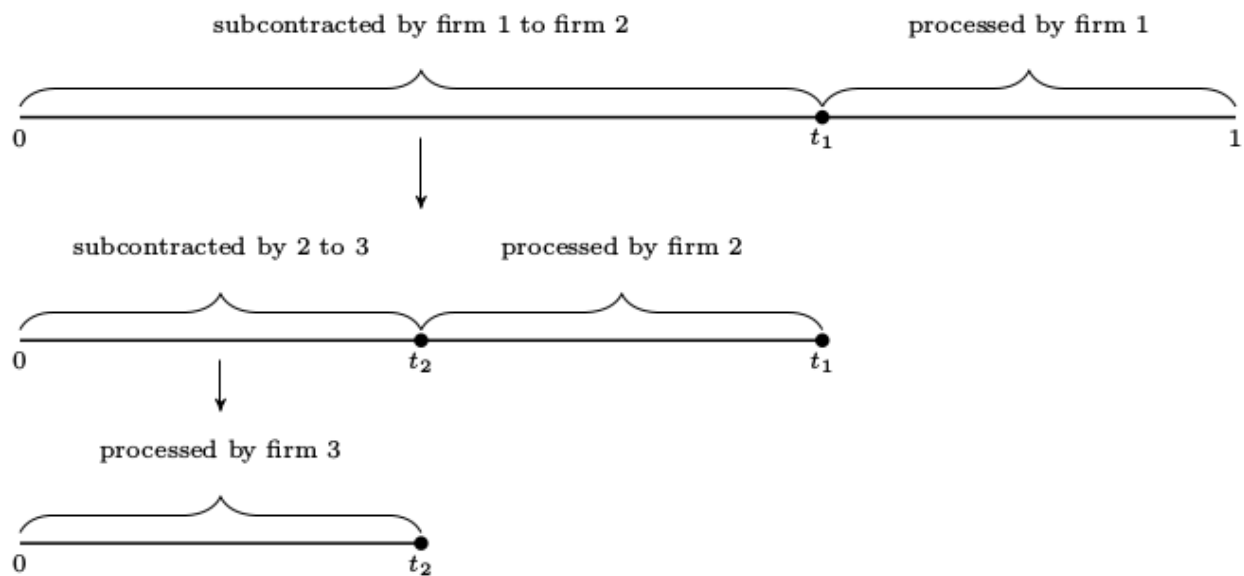 subcontracted by firm 1 to firm 2 processed by firm 1
0 t₁ 1
subcontracted by 2 to 3 processed by firm 2
0 t₂ t₁
processed by firm 3
0 t₂